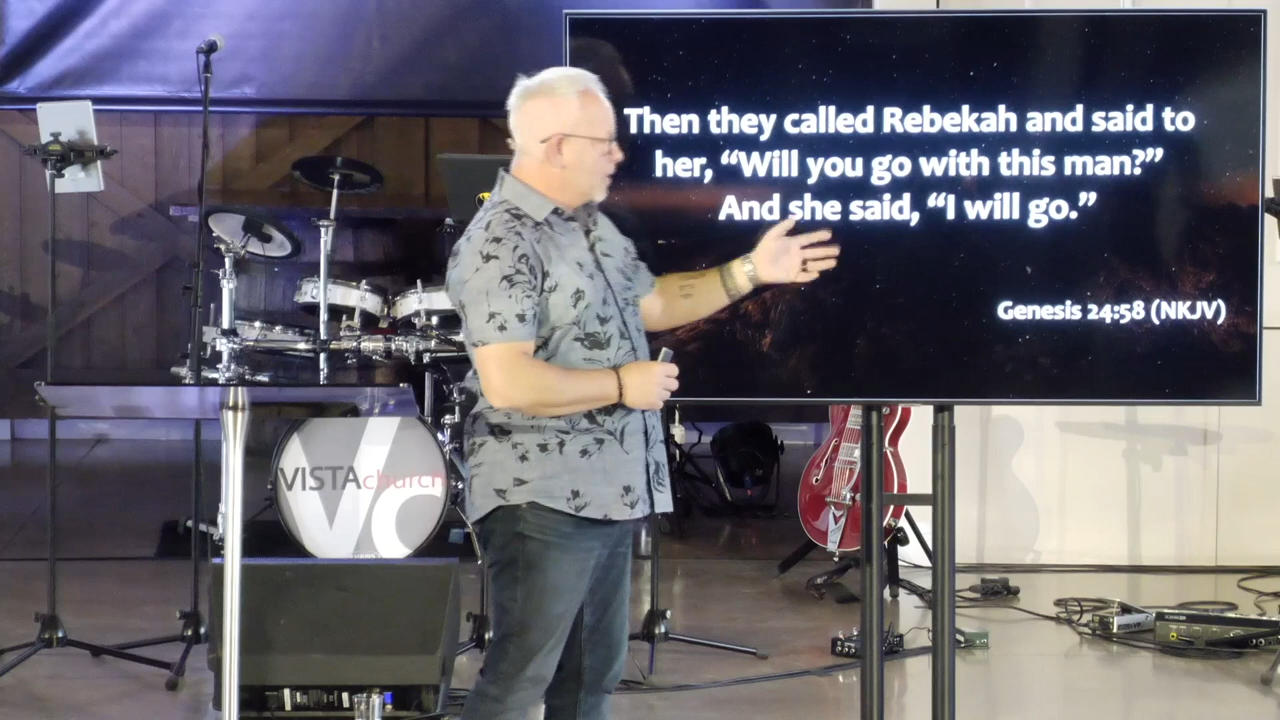 Then they called Rebekah and said to
her, “Will you go with this man?”
And she said, “I will go.”
Genesis 24:58 (NKJV)
VISTAchurch
Vc